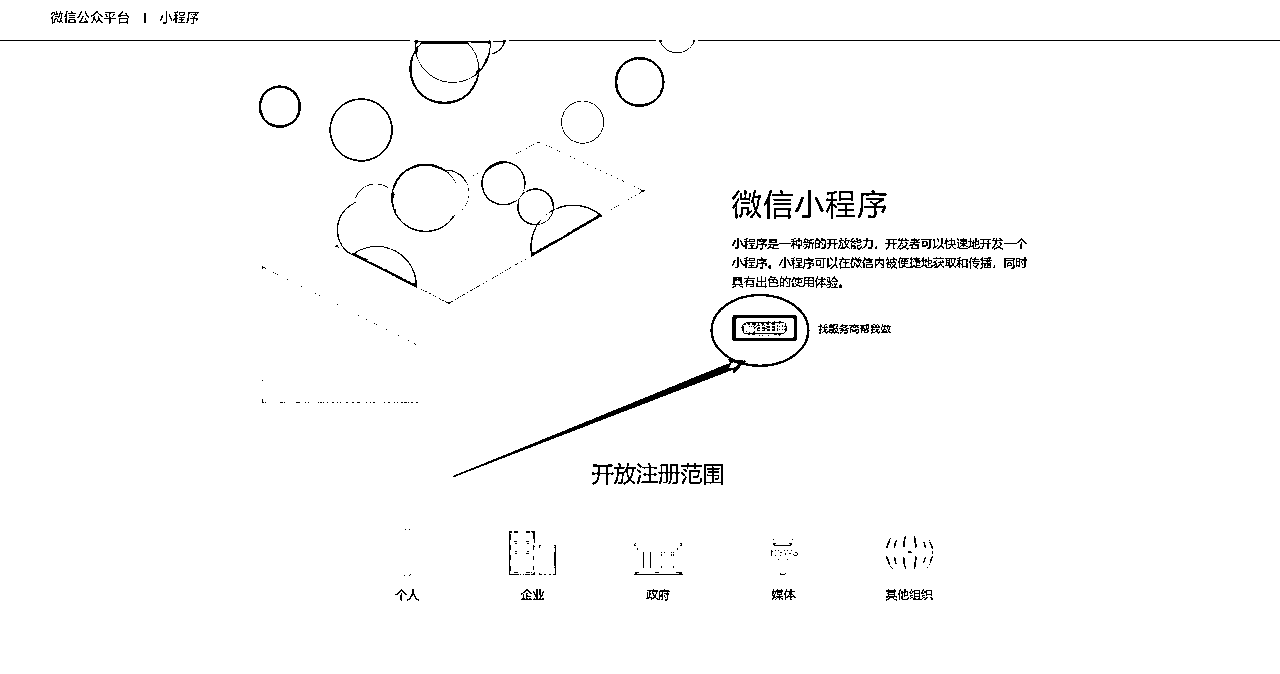 微信公众平台 | 小程序
微信小程序
小程序是一种新的开放能力，开发者可以快速地开发一个
小程序。小程序可以在微信内被便捷地获取和传播，同时
具有出色的使用体验。
前往注册 找服务商帮我做
开放注册范围
个人 企业 政府 媒体 其他组织